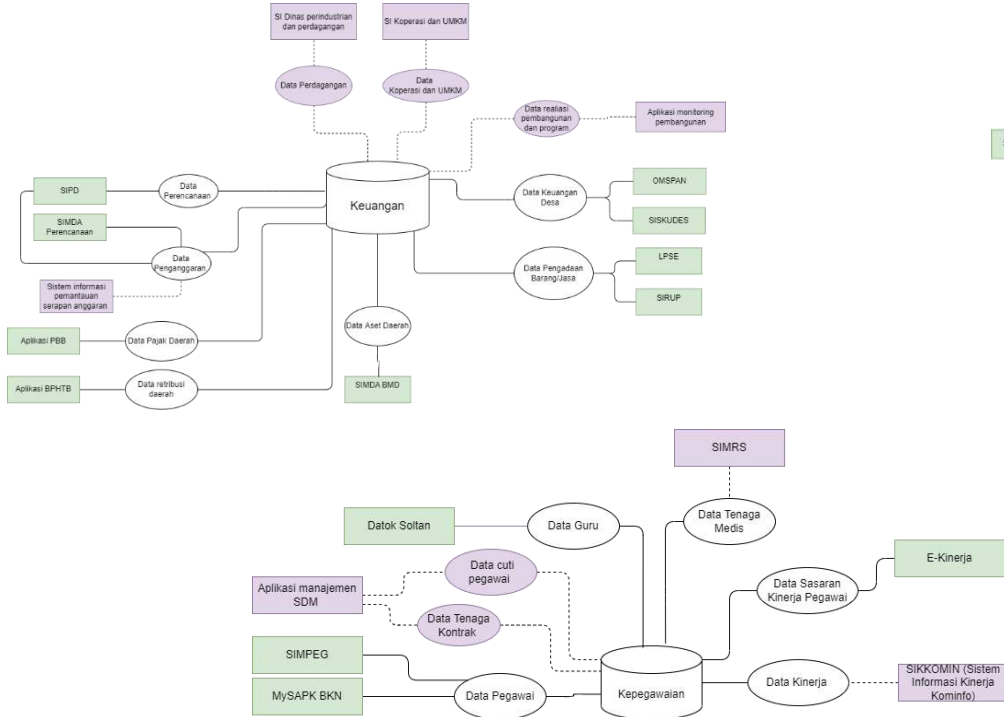 SI Dinas perindustrian
dan perdagangan
SI Koperasi dan UMKM
Data Perdagangan
Data
Koperasi dan UMKM
Data realiasi
pembangunan
dan program
Aplikasi monitoring
pembangunan
SIPD
Data
Perencanaan
Keuangan
Data Keuangan
Desa
OMSPAN
SISKUDES
SIMDA
Perencanaan
Data
Penganggaran
Sistem informasi
pemantauan
serapan anggaran
Data Pengadaan
Barang/Jasa
LPSE
SIRUP
Aplikasi PBB
Data Pajak Daerah
Data Aset Daerah
Aplikasi BPHTB
Data retribusi
daerah
SIMDA BMD
SIMRS
Data Tenaga
Medis
Datok Soltan
Data Guru
E-Kinerja
Data Sasaran
Kinerja Pegawai
Aplikasi manajemen
SDM
Data cuti
pegawai
Data Tenaga
Kontrak
SIMPEG
MySAPK BKN
Data Pegawai
Kepegawaian
Data Kinerja
SIKKOMIN (Sistem
Informasi Kinerja
Kominfo)